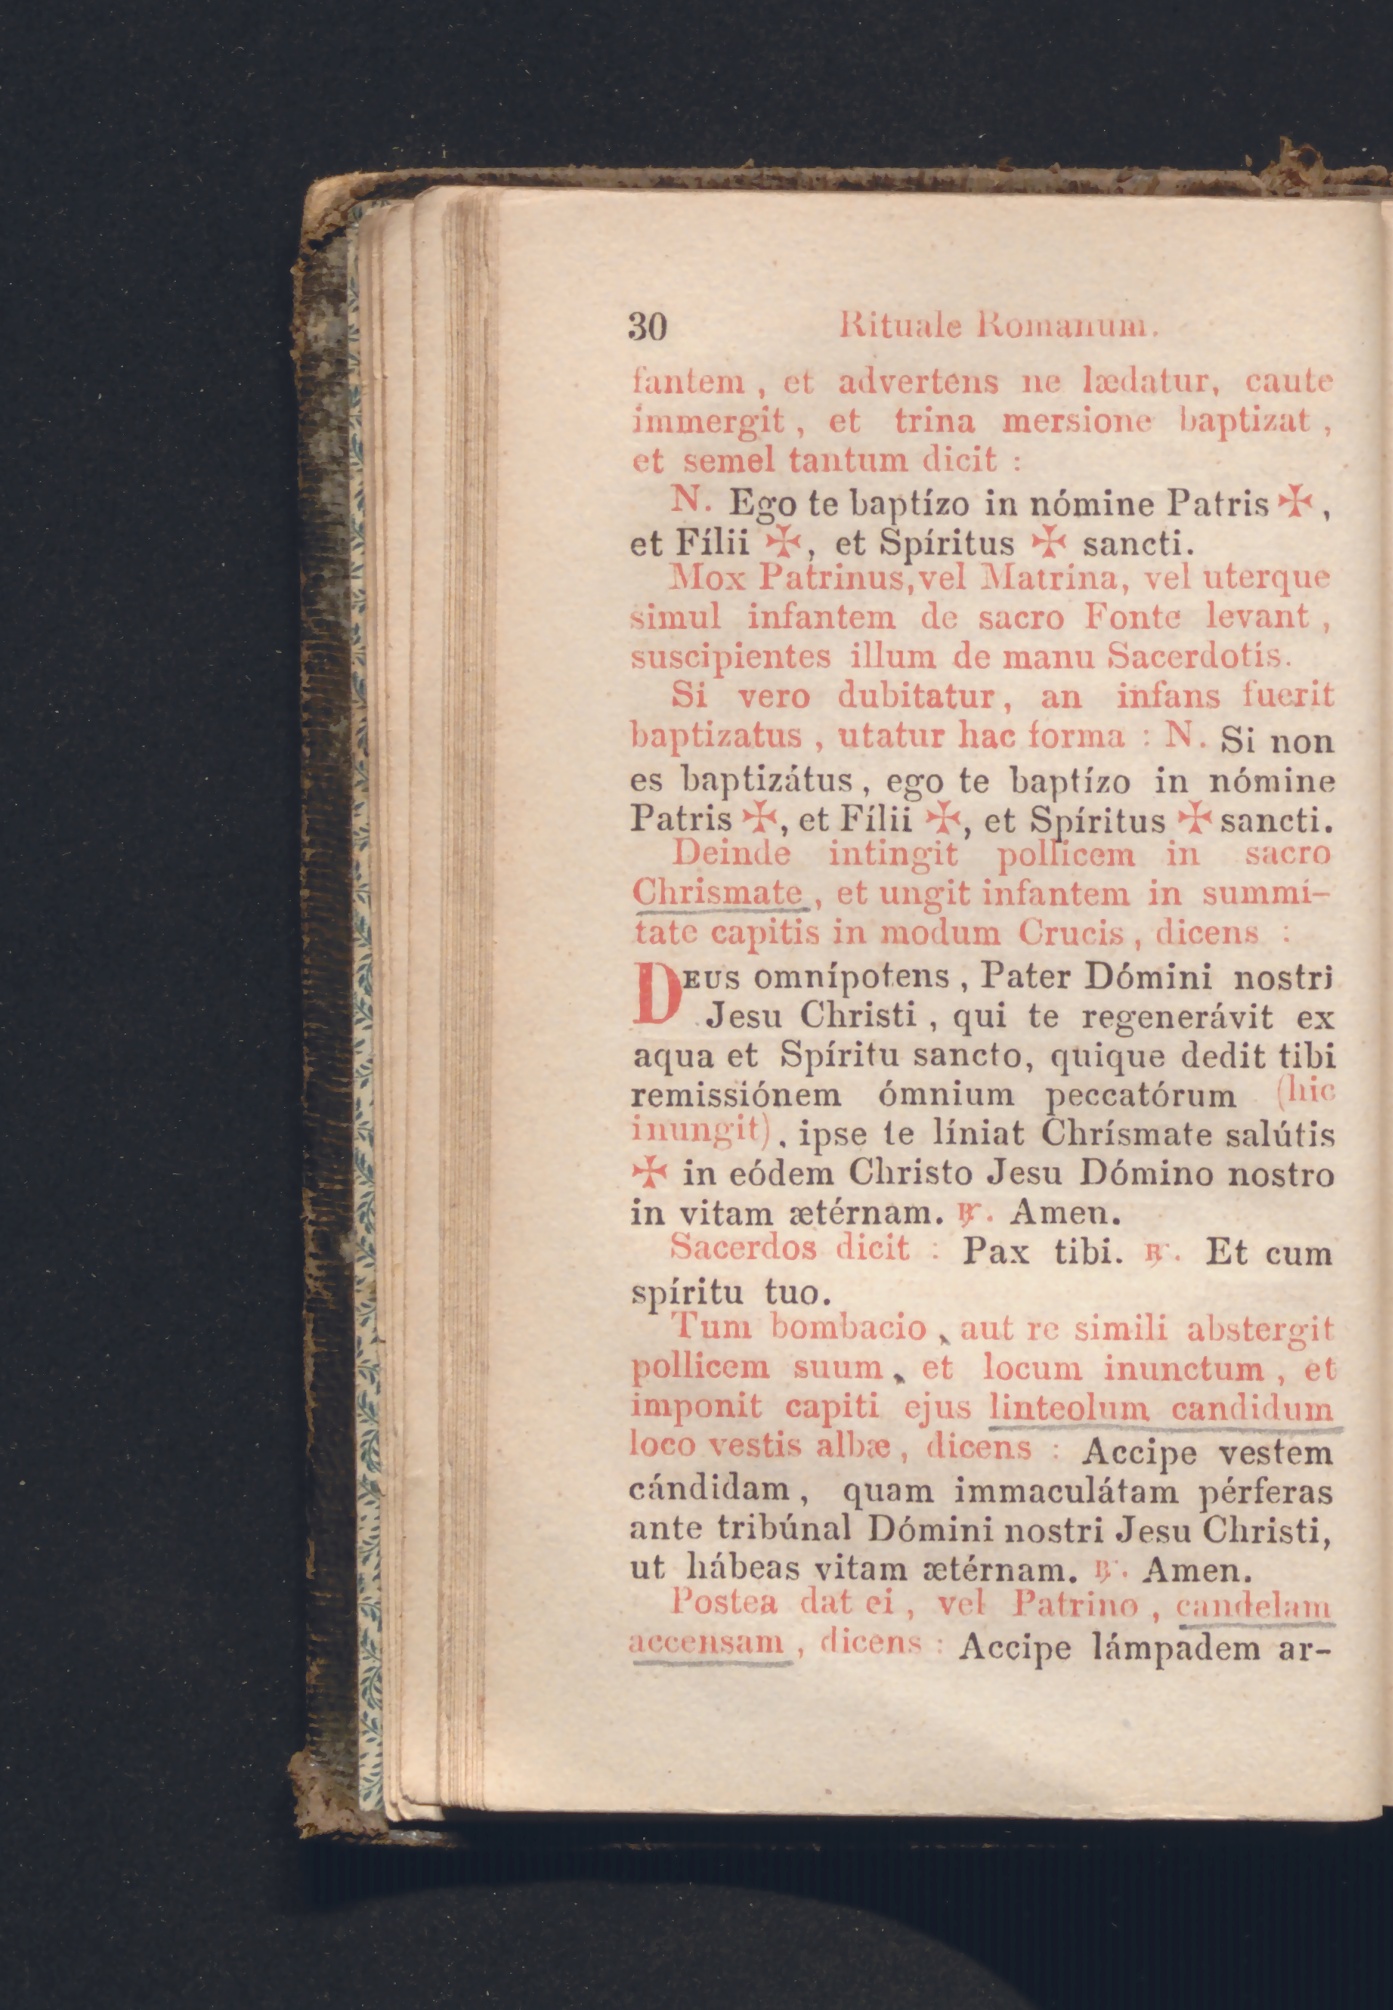 30 Rituale Romanum.
fantem, et advertens ne lædatur, caute
immergit, et trina mersione baptizat,
et semel tantum dicit :
N. Ego te baptízo in nómine Patris ✠,
et Fílii ✠, et Spíritus ✠ sancti.
Mox Patrinus, vel Matrina, vel uterque
simul infantem de sacro Fonte levant,
suscipientes illum de manu Sacerdotis.
Si vero dubitatur, an infans fuerit
baptizatus, utatur hac forma : N. Si non
es baptizátus, ego te baptízo in nómine
Patris ✠, et Fílii ✠, et Spíritus ✠ sancti.
Deinde intingit pollicem in sacro
Chrismate, et ungit infantem in summi-
tate capitis in modum Crucis, dicens :
DEUS omnípotens, Pater Dómini nostri
Jesu Christi, qui te regenerávit ex
aqua et Spíritu sancto, quique dedit tibi
remissiónem ómnium peccatórum (hic
inungit), ipse te líniat Chrísmate salútis
✠ in eódem Christo Jesu Dómino nostro
in vitam ætérnam. ℟. Amen.
Sacerdos dicit : Pax tibi. ℟. Et cum
spíritu tuo.
Tum bombacio, aut re simili abstergit
pollicem suum, et locum inunctum, et
imponit capiti ejus linteolum candidum
loco vestis albæ, dicens : Accipe vestem
cándidam, quam immaculátam pérferas
ante tribúnal Dómini nostri Jesu Christi,
ut hábeas vitam ætérnam. ℟. Amen.
Postea dat ei, vel Patrino, candelam
accensam, dicens : Accipe lámpadem ar-